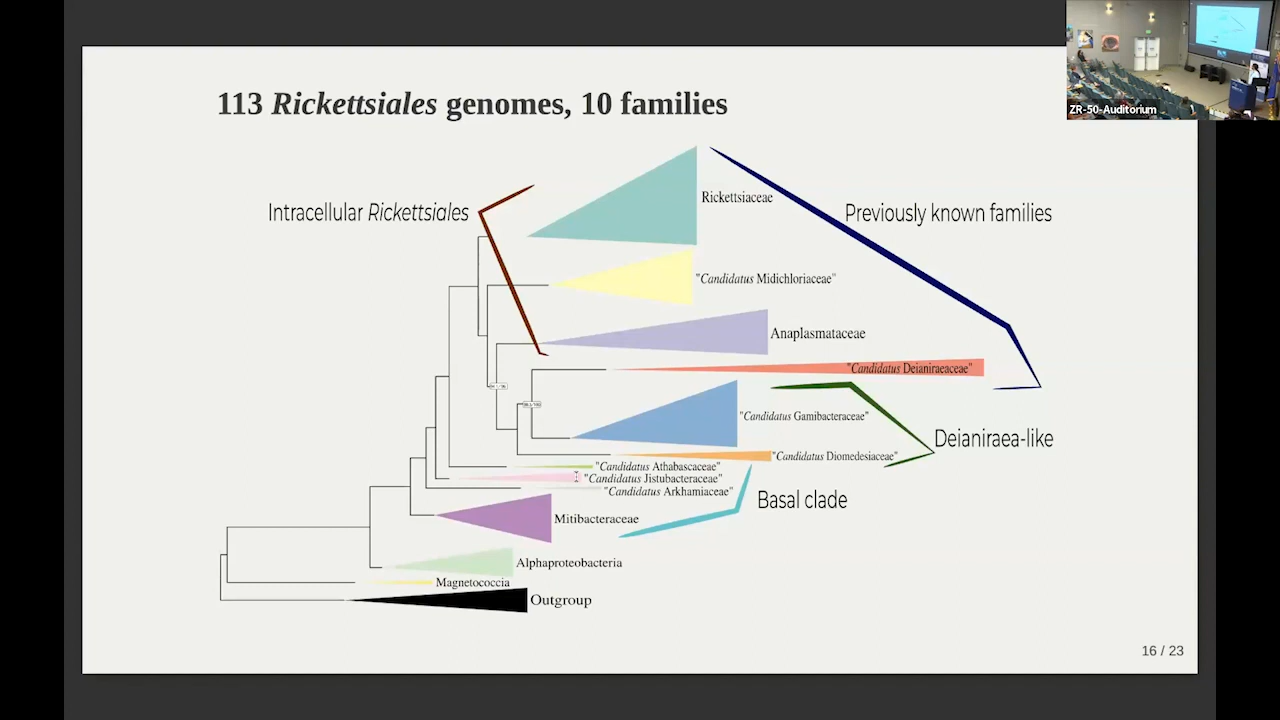 113 Rickettsiales genomes, 10 families
ZR-50-Auditorium
Intracellular Rickettsiales
Rickettsiaceae
Previously known families
"Candidatus Midichloriaceae"
Anaplasmataceae
"Candidatus Deianiraeaceae"
"Candidatus Gamibacteraceae"
Deianiraea-like
"Candidatus Diomedesiaceae"
"Candidatus Athabascaceae"
"Candidatus Jistubacteraceae"
"Candidatus Arkhamiaceae"
Basal clade
Mitibacteraceae
Alphaproteobacteria
Magnetococcia
Outgroup
16 / 23